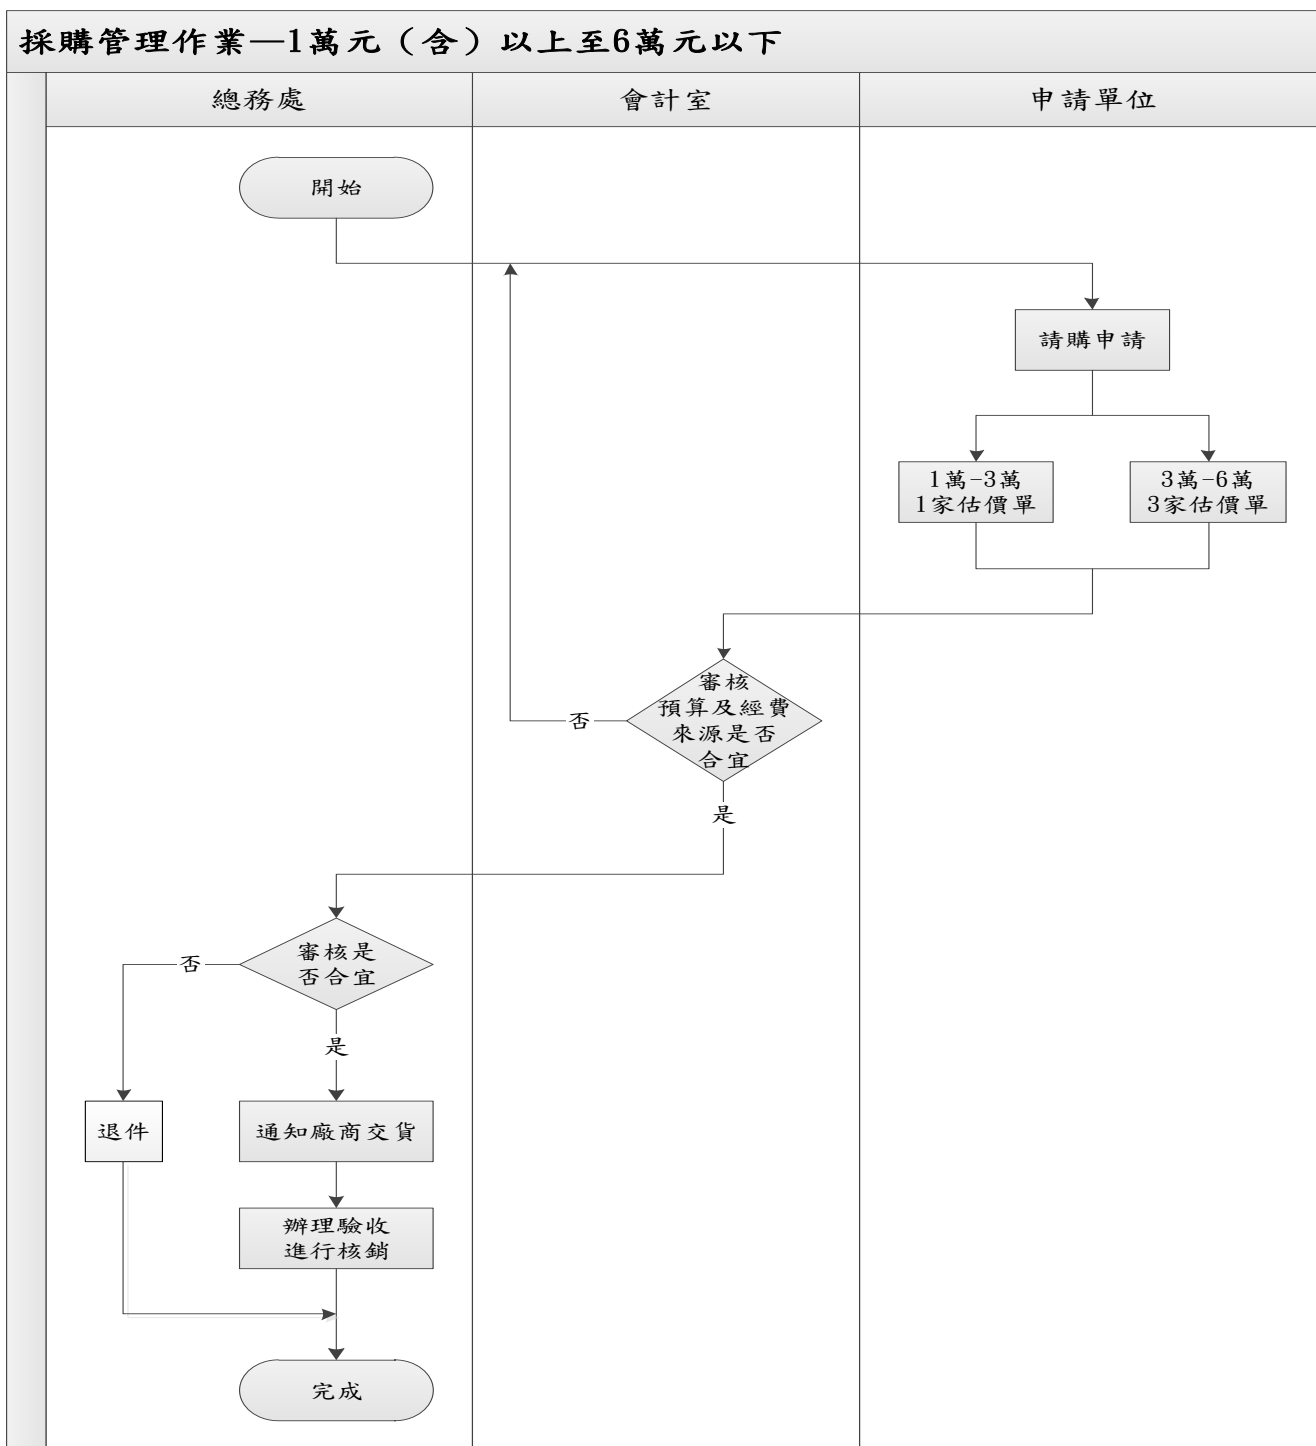 採購管理作業—1萬元（含）以上至6萬元以下
總務處
會計室
申請單位
開始
請購申請
1萬-3萬
1家估價單
3萬-6萬
3家估價單
審核
預算及經費
來源是否
合宜
否
是
審核是
否合宜
否
是
退件
通知廠商交貨
辦理驗收
進行核銷
完成